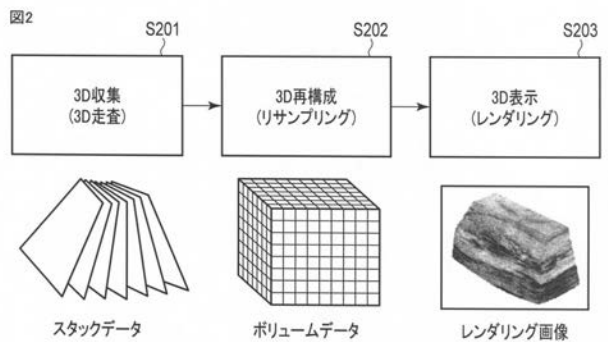 図2
S201
S202
S203
3D収集
(3D走査)
3D再構成
(リサンプリング)
3D表示
(レンダリング)
スタックデータ
ボリュームデータ
レンダリング画像